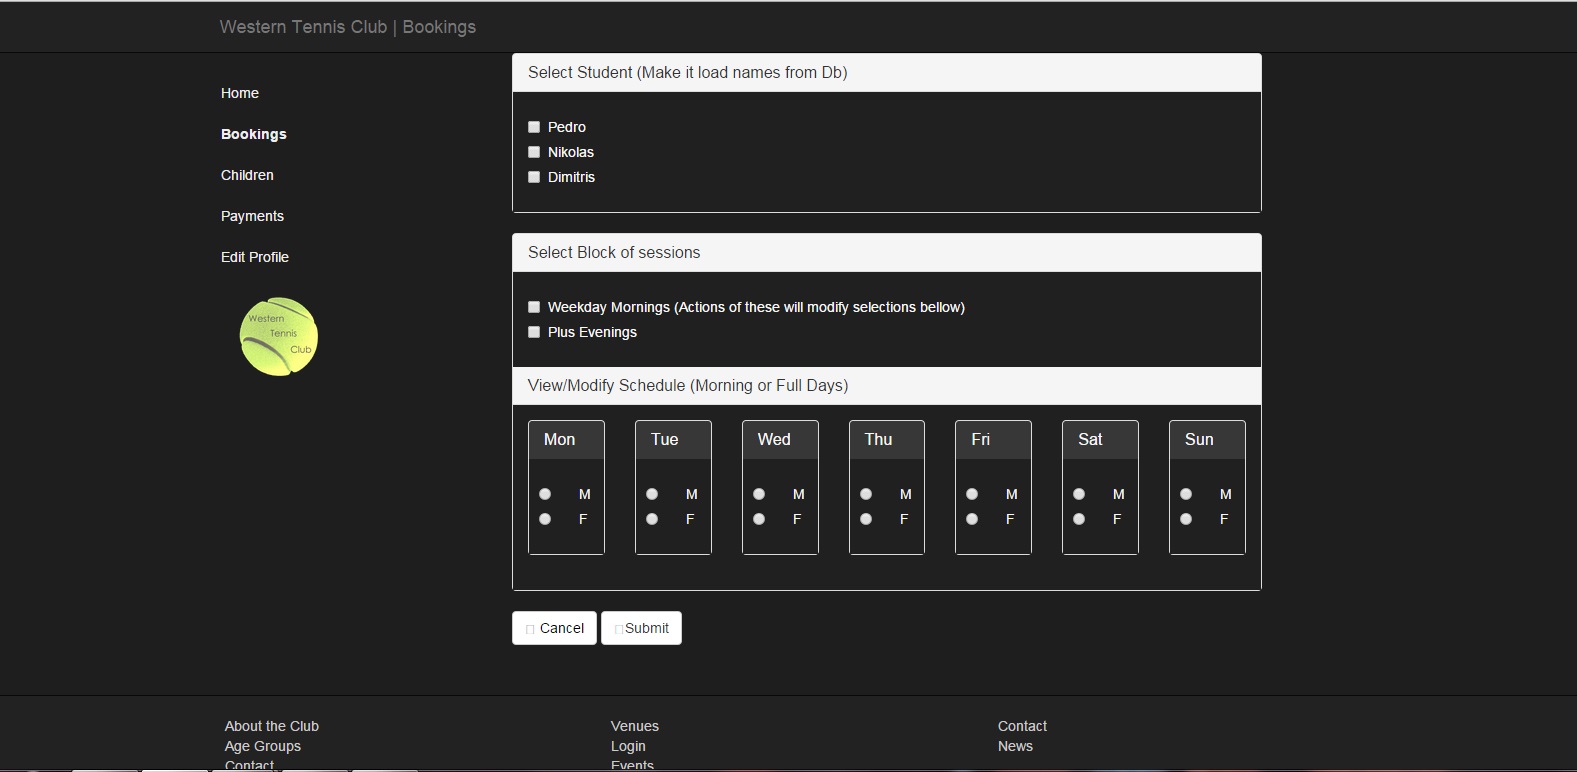 Western Tennis Club | Bookings
Home
Bookings
Children
Payments
Edit Profile
Western
Tennis
Club
Select Student (Make it load names from Db)
Pedro
Nikolas
Dimitris
Select Block of sessions
Weekday Mornings (Actions of these will modify selections bellow)
Plus Evenings
View/Modify Schedule (Morning or Full Days)
Mon Tue Wed Thu Fri Sat Sun
M M M M M M M
F F F F F F F
Cancel Submit
About the Club Venues Contact
Age Groups Login News
Contact Events